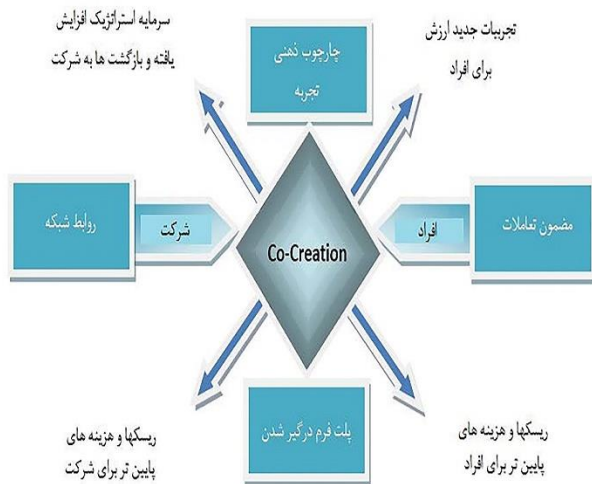 سرمایه استراتژیک افزایش
یافته و بازگشت ها به شرکت
چارچوب ذهنی
تجربه
تجربیات جدید ارزش
برای افراد
روابط شبکه
شرکت
Co-Creation
افراد
مضمون تعاملات
ریسکها و هزینه های
پایین تر برای شرکت
پلت فرم درگیر شدن
ریسکها و هزینه های
پایین تر برای افراد